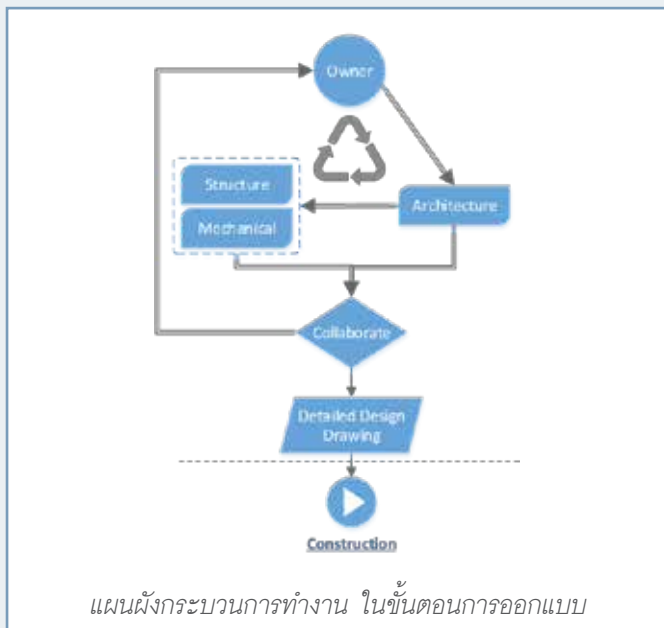 Owner
Structure
Architecture
Mechanical
Collaborate
Detailed Design
Drawing
Construction
แผนผังกระบวนการทำงาน ในขั้นตอนการออกแบบ